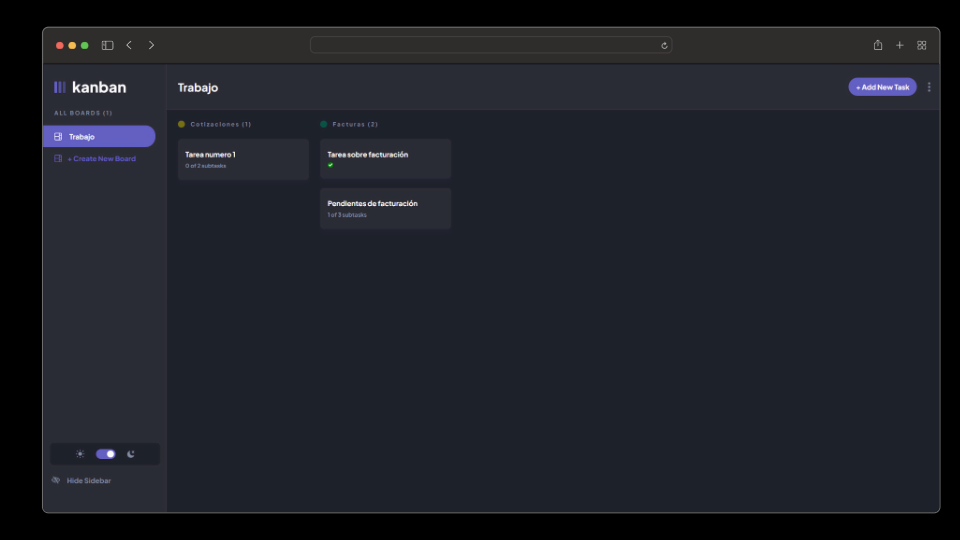 kanban
ALL BOARDS (1)
Trabajo
+ Create New Board
Hide Sidebar
Trabajo
+ Add New Task
Cotizaciones (1)
Tarea numero 1
0 of 2 subtasks
Facturas (2)
Tarea sobre facturación
Pendientes de facturación
1 of 3 subtasks